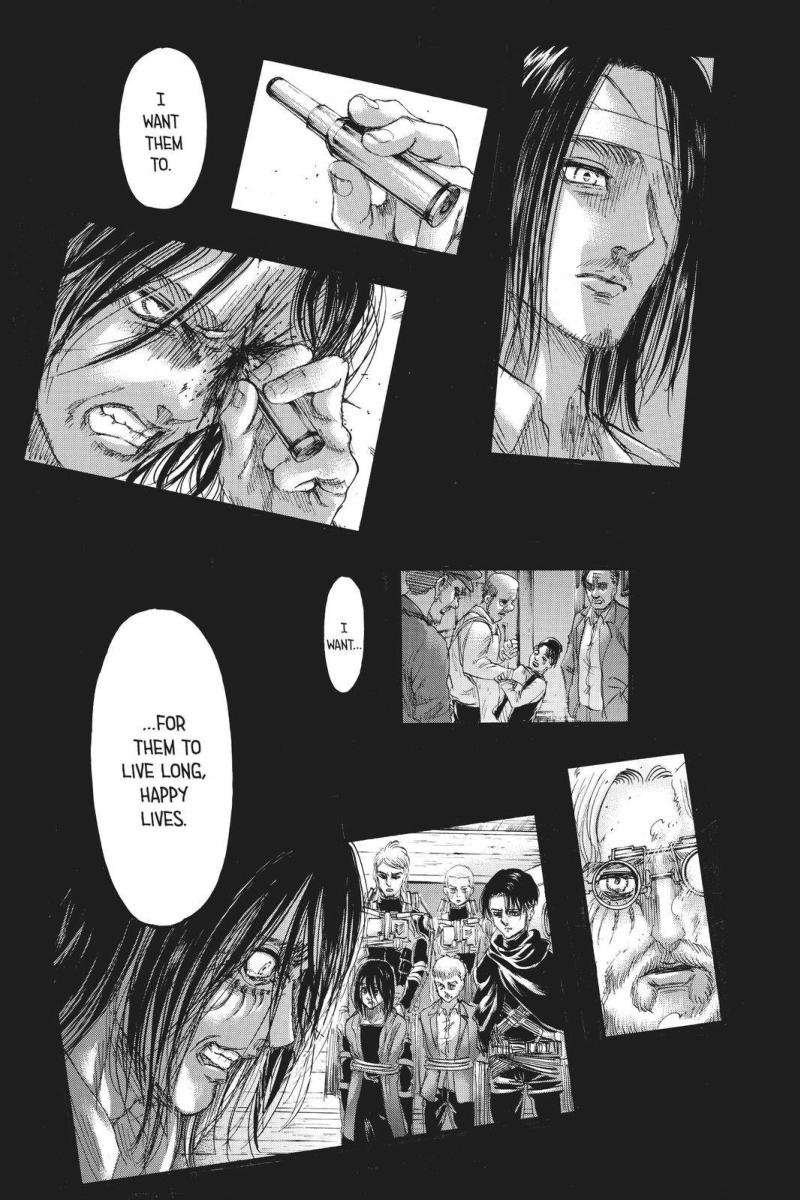 I
WANT
THEM
TO.
I
WANT...
...FOR
THEM TO
LIVE LONG,
HAPPY
LIVES.